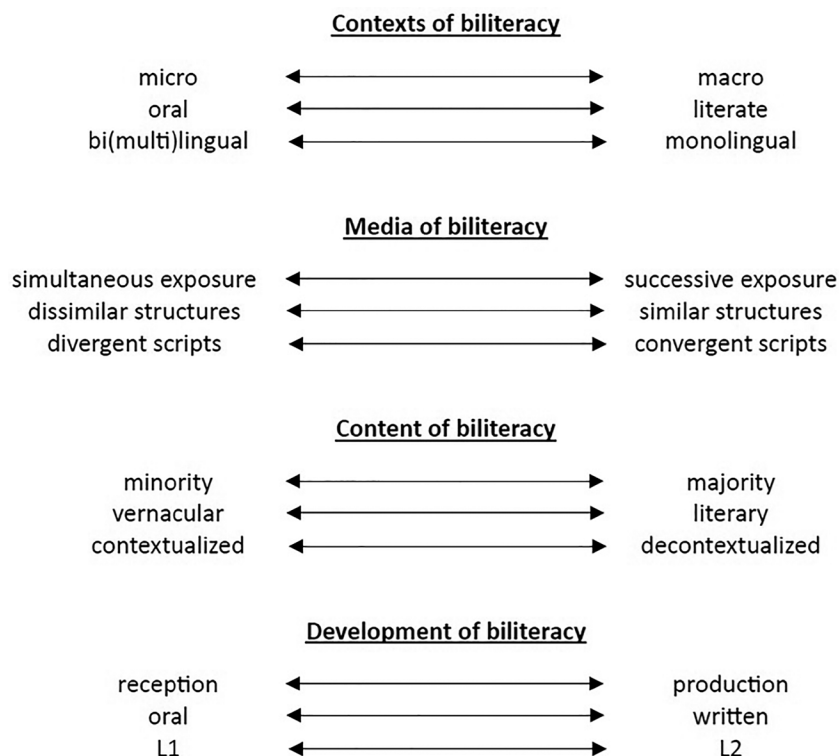 Contexts of biliteracy
micro macro
oral literate
bi(multi)lingual monolingual
Media of biliteracy
simultaneous exposure successive exposure
dissimilar structures similar structures
divergent scripts convergent scripts
Content of biliteracy
minority majority
vernacular literary
contextualized decontextualized
Development of biliteracy
reception production
oral written
L1 L2